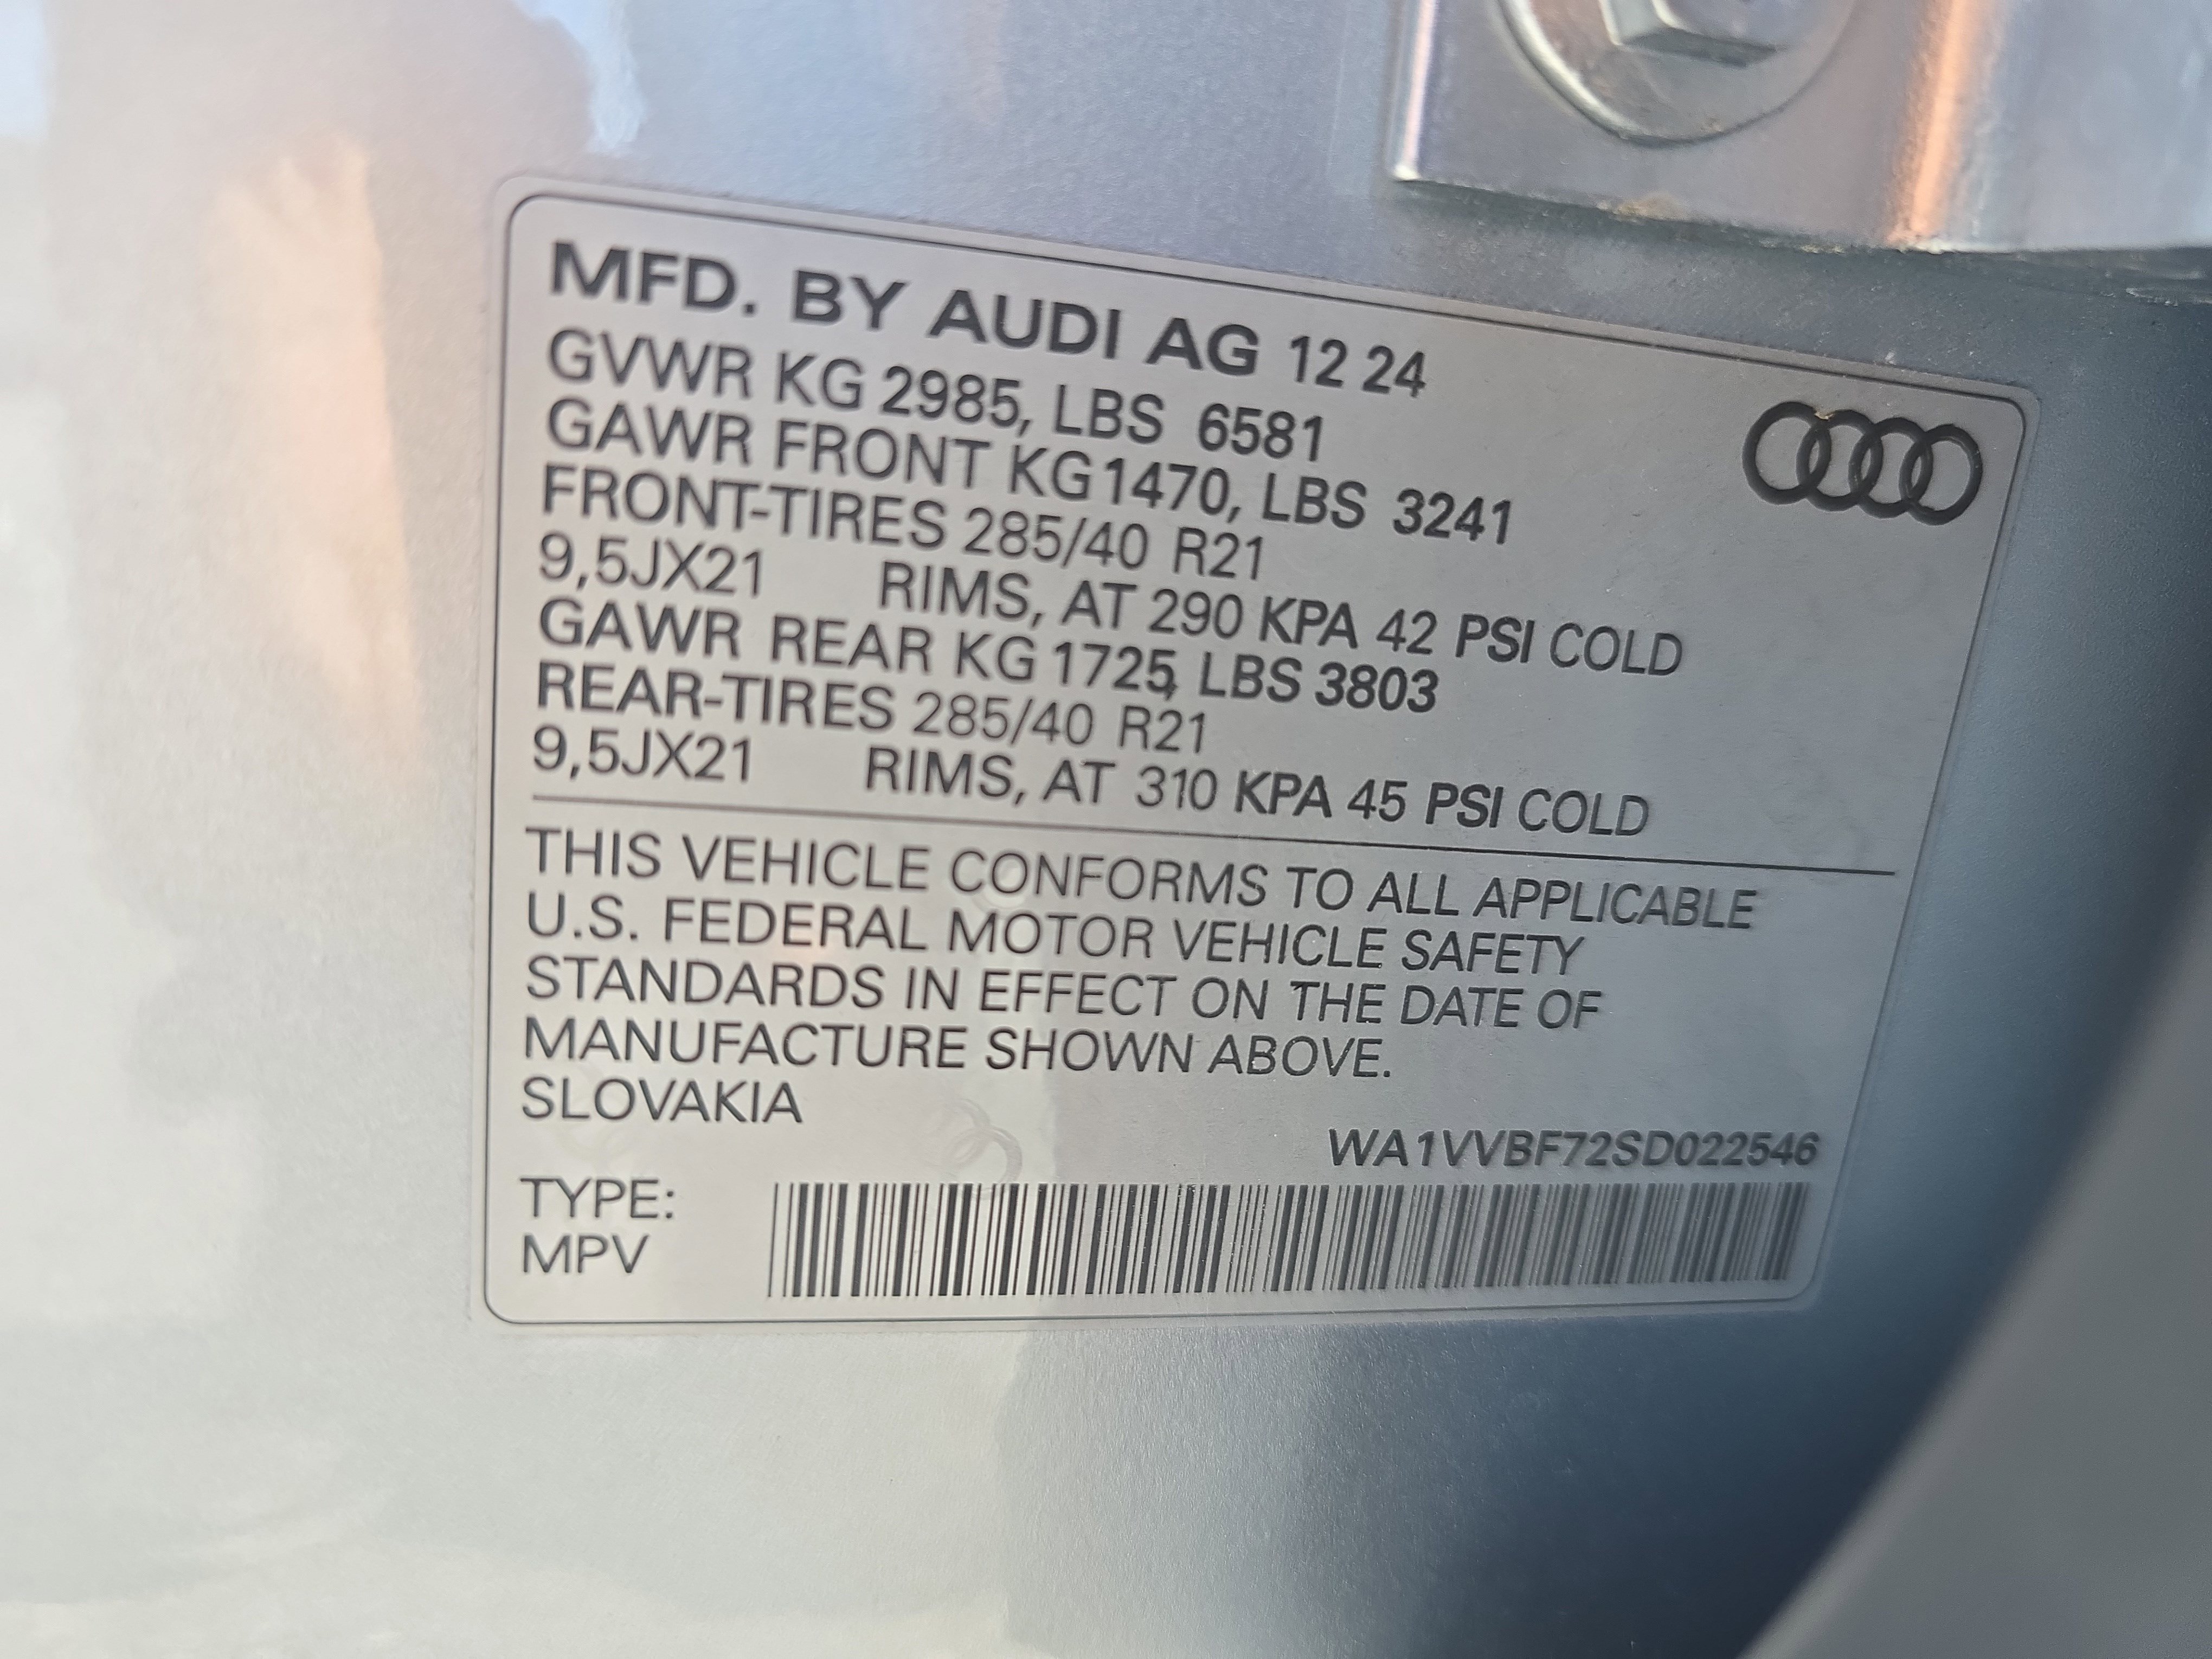 MFD. BY AUDI AG 12 24
GVWR KG 2985, LBS 6581
GAWR FRONT KG 1470, LBS 3241
FRONT-TIRES 285/40 R21
9,5JX21 RIMS, AT 290 KPA 42 PSI COLD
GAWR REAR KG 1725, LBS 3803
REAR-TIRES 285/40 R21
9,5JX21 RIMS, AT 310 KPA 45 PSI COLD
THIS VEHICLE CONFORMS TO ALL APPLICABLE
U.S. FEDERAL MOTOR VEHICLE SAFETY
STANDARDS IN EFFECT ON THE DATE OF
MANUFACTURE SHOWN ABOVE.
SLOVAKIA
WA1VVBF72SD022546
TYPE:
MPV